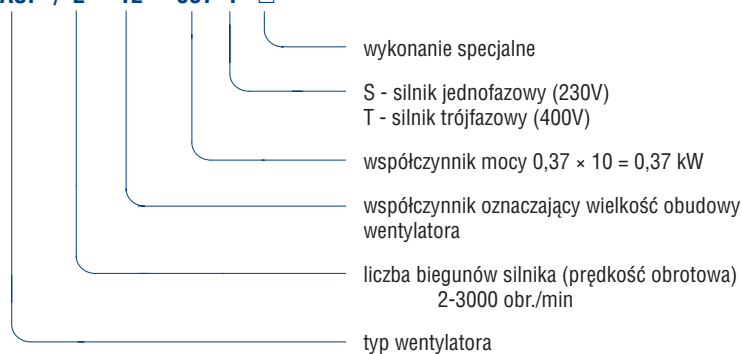 wykonanie specjalne
S - silnik jednofazowy (230V)
T - silnik trójfazowy (400V)
współczynnik mocy 0,37 × 10 = 0,37 kW
współczynnik oznaczający wielkość obudowy
wentylatora
liczba biegunów silnika (prędkość obrotowa)
2-3000 obr./min
typ wentylatora